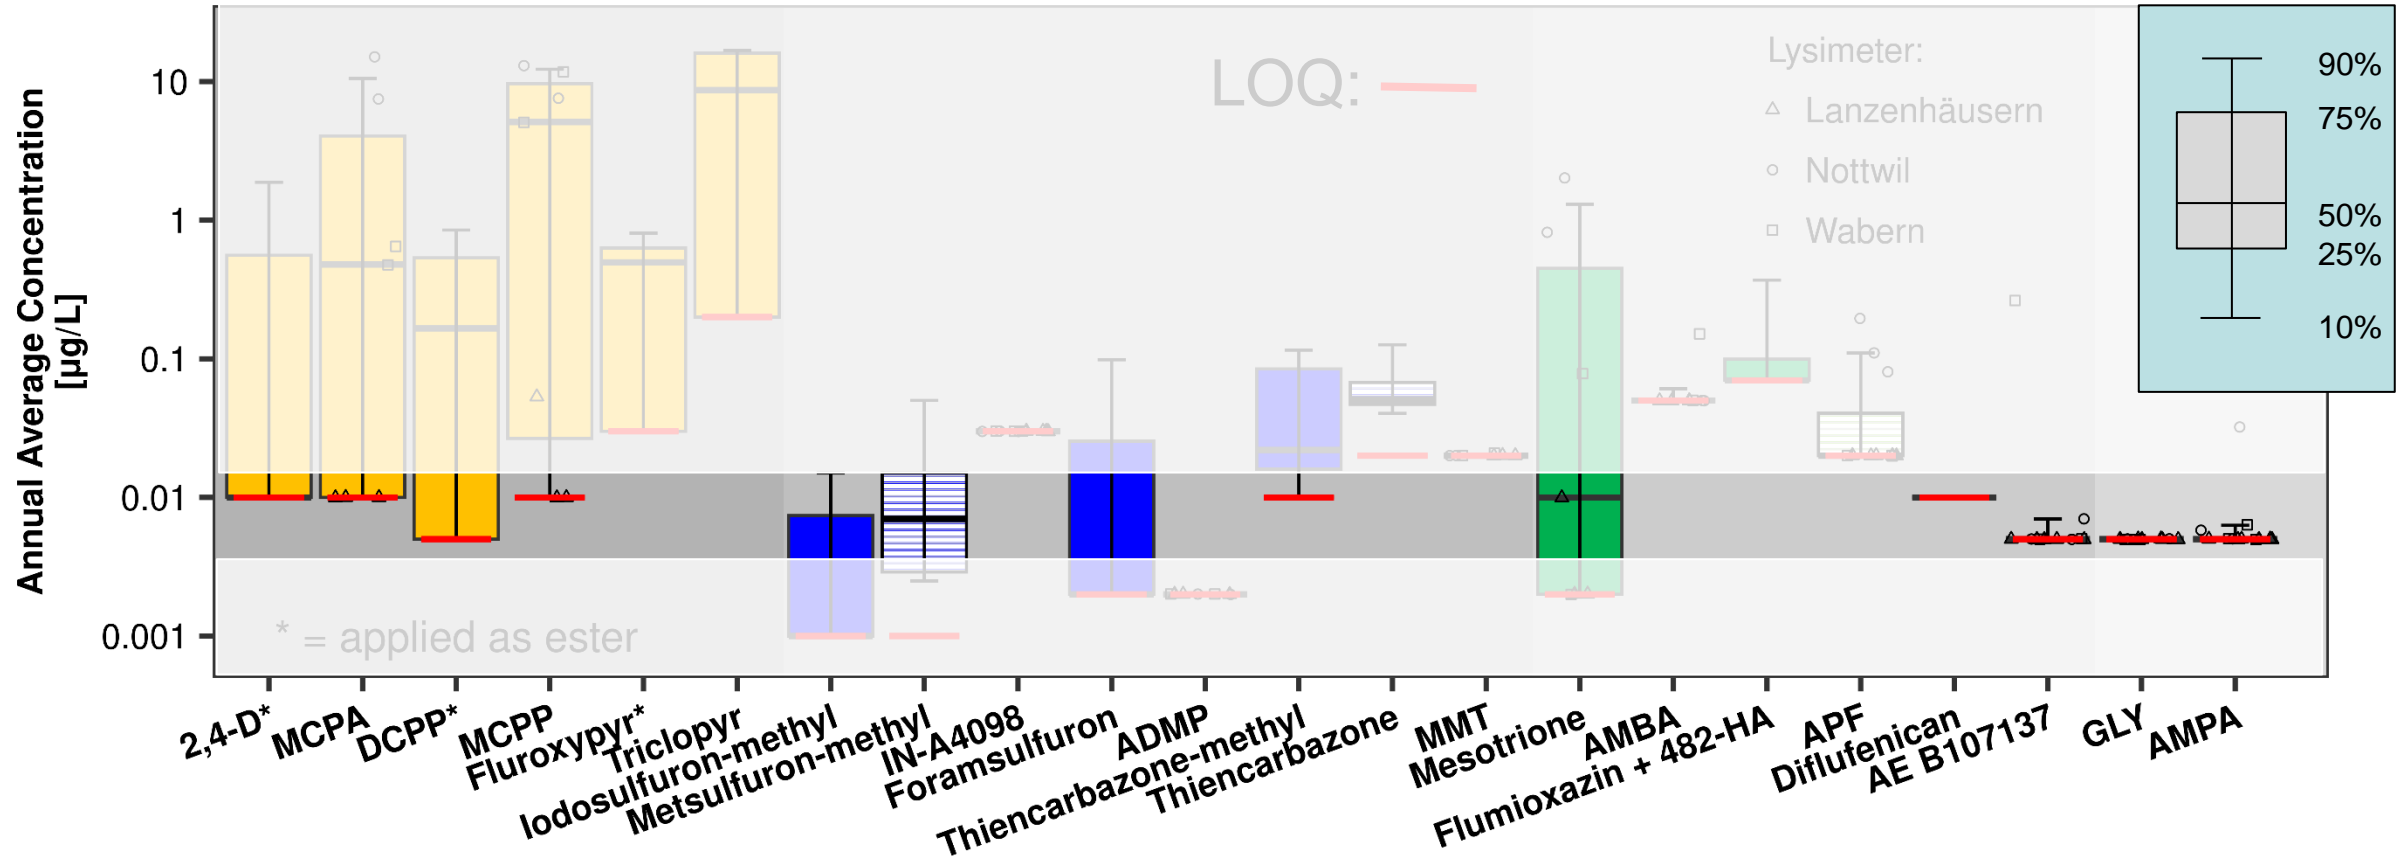 Annual Average Concentration
[µg/L]
10
1
0.1
0.01
0.001
LOQ:
Lysimeter:
Lanzenhäusern
Nottwil
Wabern
90%
75%
50%
25%
10%
* = applied as ester
2,4-D*
MCPA
DCPP*
MCPP
Fluroxypyr*
Triclopyr
Iodosulfuron-methyl
Metsulfuron-methyl
IN-A4098
Foramsulfuron
ADMP
Thiencarbazone-methyl
Thiencarbazone
MMT
Mesotrione
AMBA
Flumioxazin + 482-HA
APF
Diflufenican
AE B107137
GLY
AMPA